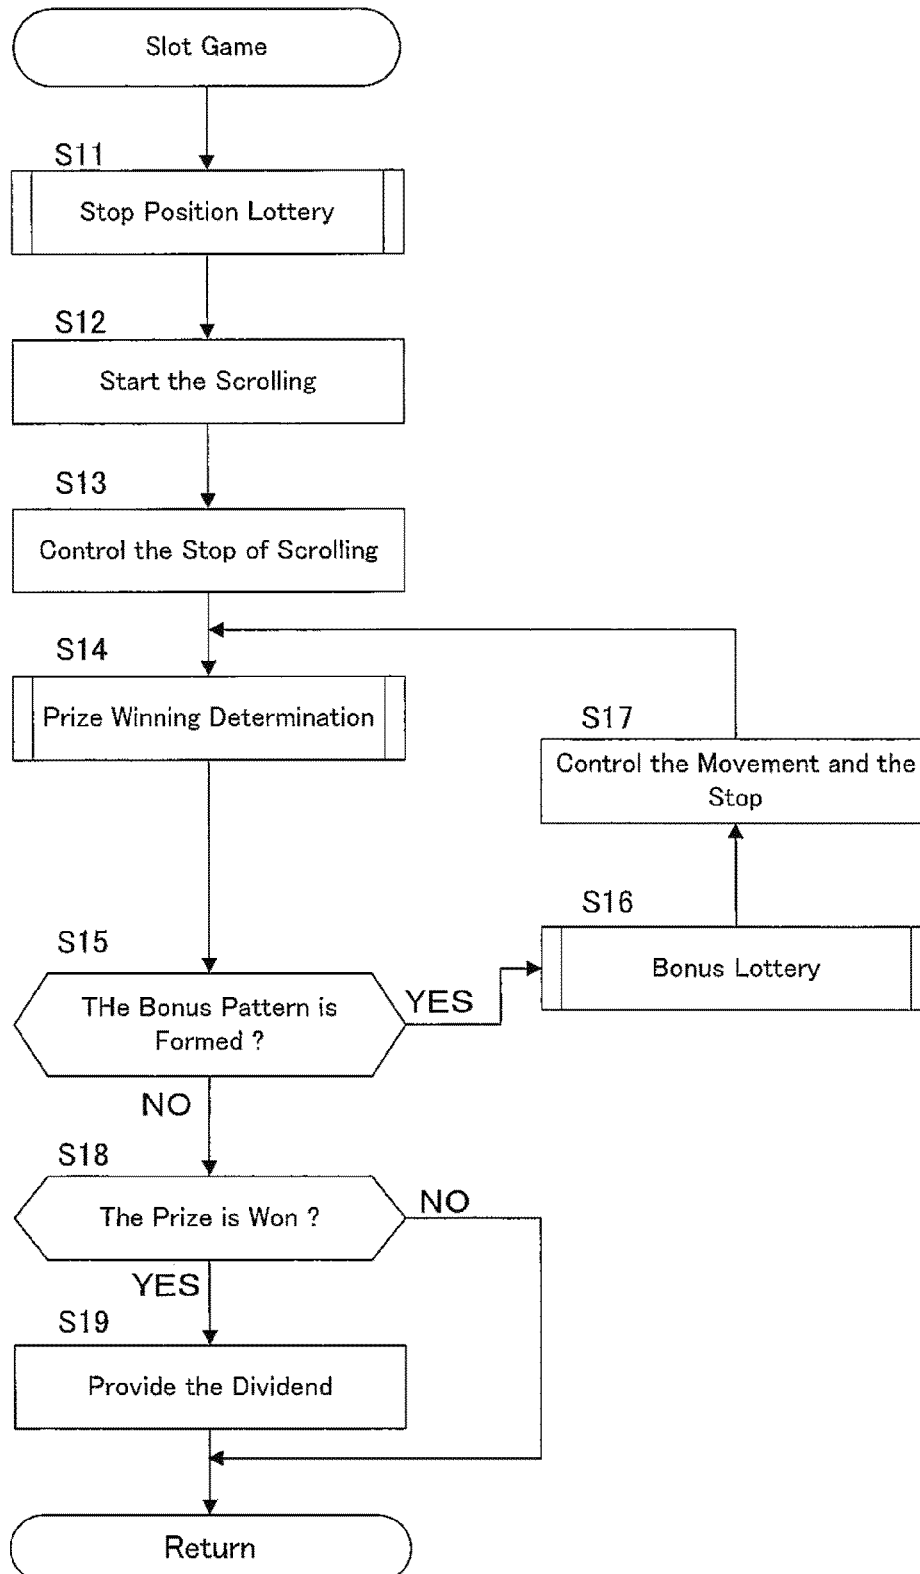 Slot Game
S11
Stop Position Lottery
S12
Start the Scrolling
S13
Control the Stop of Scrolling
S14
Prize Winning Determination
S17
Control the Movement and the
Stop
S16
Bonus Lottery
S15
THe Bonus Pattern is
Formed ?
YES
NO
S18
The Prize is Won ?
NO
YES
S19
Provide the Dividend
Return